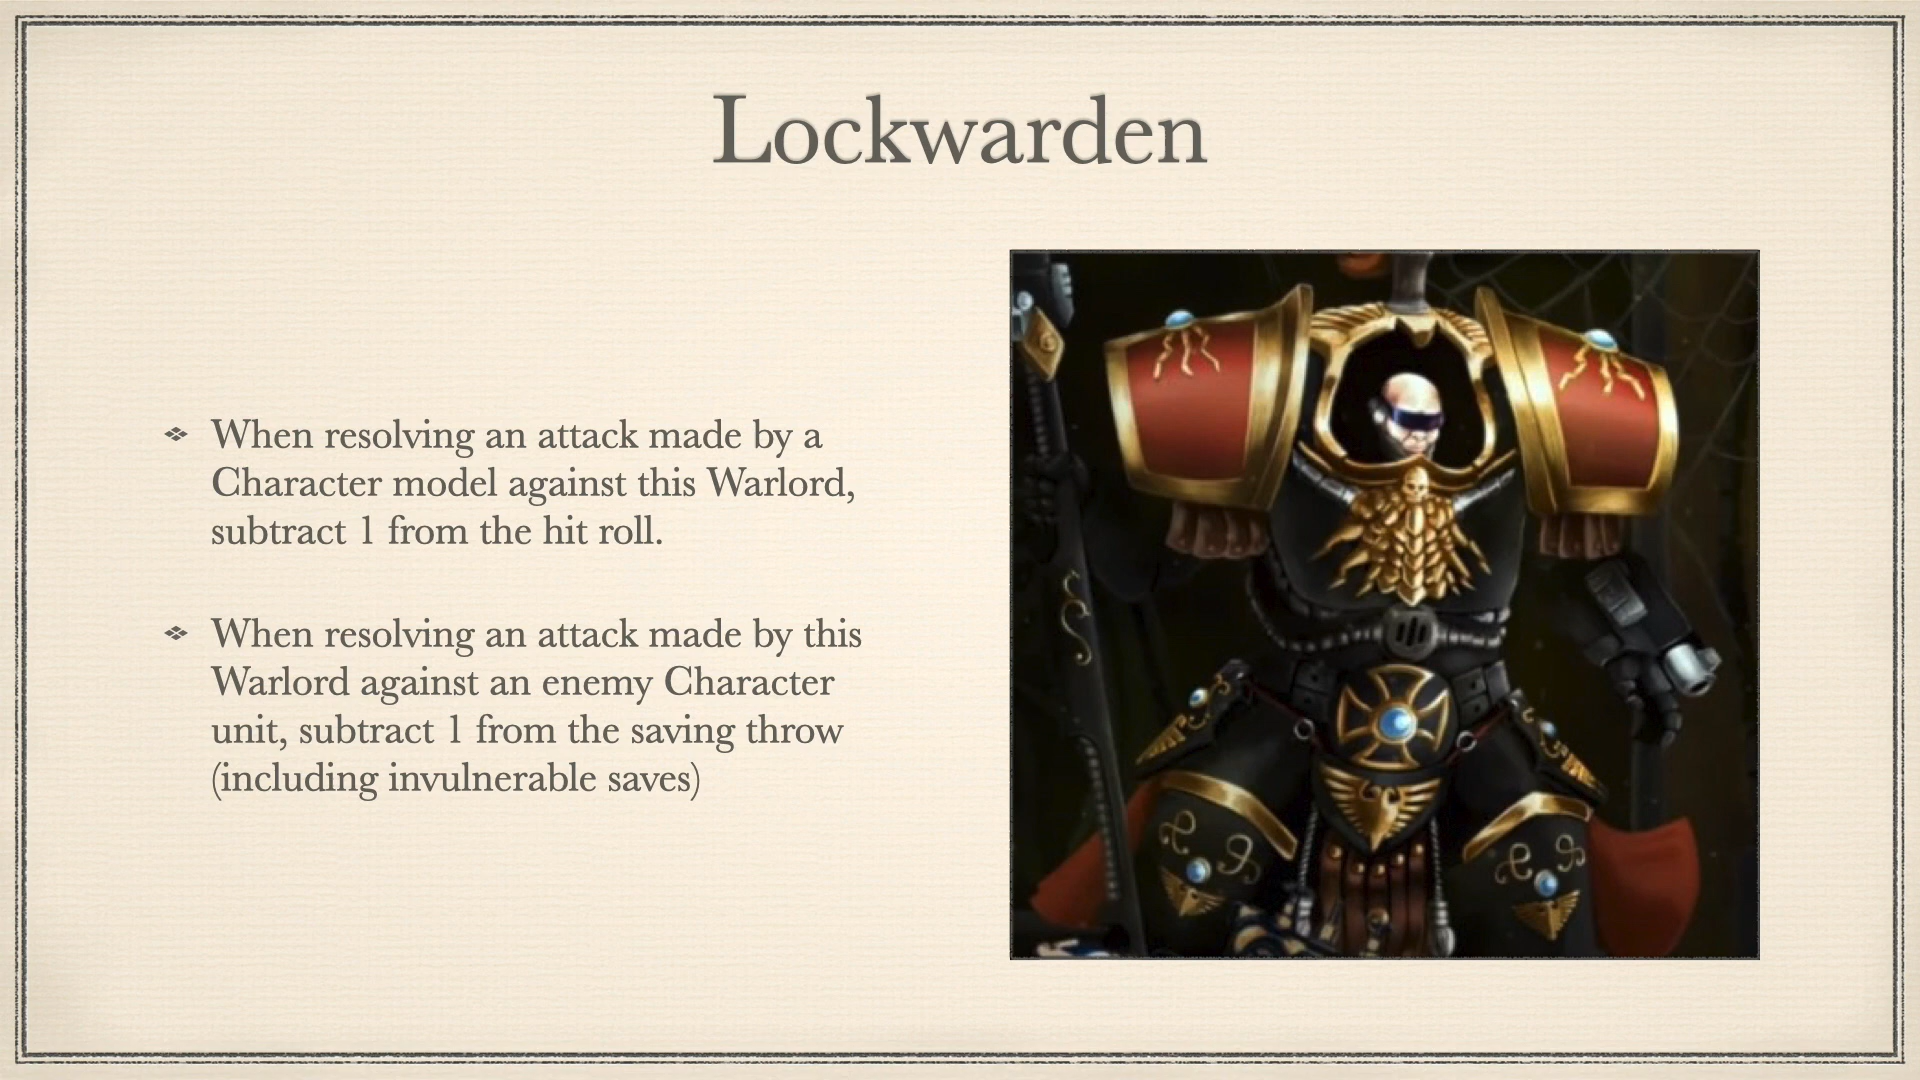 Lockwarden
When resolving an attack made by a
Character model against this Warlord,
subtract 1 from the hit roll.
When resolving an attack made by this
Warlord against an enemy Character
unit, subtract 1 from the saving throw
(including invulnerable saves)